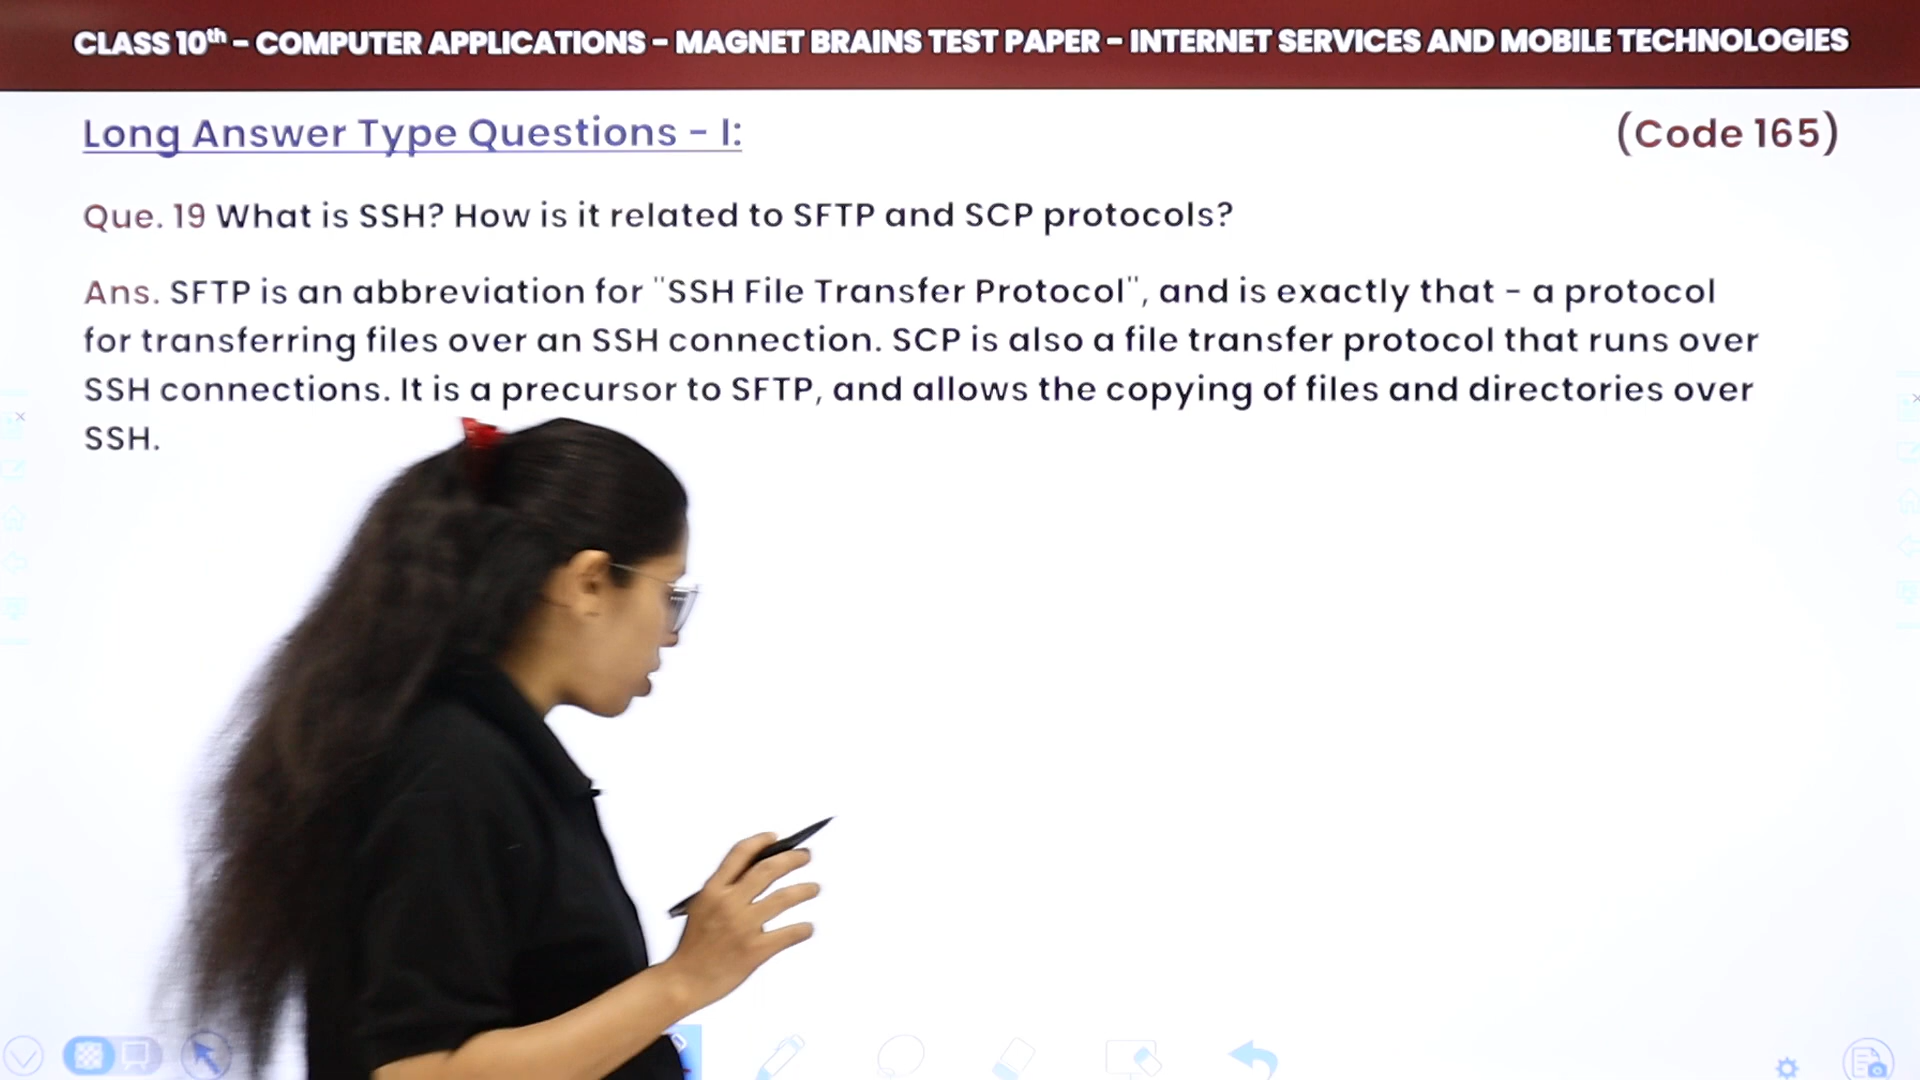 CLASS 10th - COMPUTER APPLICATIONS - MAGNET BRAINS TEST PAPER - INTERNET SERVICES AND MOBILE TECHNOLOGIES
Long Answer Type Questions - I:
(Code 165)
Que. 19 What is SSH? How is it related to SFTP and SCP protocols?
Ans. SFTP is an abbreviation for "SSH File Transfer Protocol", and is exactly that - a protocol
for transferring files over an SSH connection. SCP is also a file transfer protocol that runs over
SSH connections. It is a precursor to SFTP, and allows the copying of files and directories over
SSH.